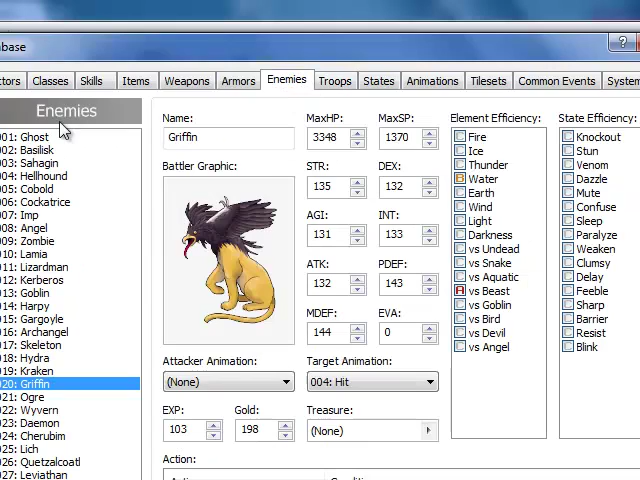 abase
?
ctors Classes Skills Items Weapons Armors Enemies Troops States Animations Tilesets Common Events System
Enemies
001: Ghost
002: Basilisk
003: Sahagin
004: Hellhound
005: Cobold
006: Cockatrice
007: Imp
008: Angel
009: Zombie
010: Lamia
011: Lizardman
012: Kerberos
013: Goblin
014: Harpy
015: Gargoyle
016: Archangel
017: Skeleton
018: Hydra
019: Kraken
020: Griffin
021: Ogre
022: Wyvern
023: Daemon
024: Cherubim
025: Lich
026: Quetzalcoatl
027: Leviathan
Name:
Griffin
Battler Graphic:
MaxHP: MaxSP:
3348 1370
STR: DEX:
135 132
AGI: INT:
131 133
ATK: PDEF:
132 143
MDEF: EVA:
144 0
Attacker Animation: Target Animation:
(None) 004: Hit
EXP: Gold: Treasure:
103 198 (None)
Action:
Element Efficiency:
C Fire
C Ice
C Thunder
B Water
C Earth
C Wind
C Light
C Darkness
C vs Undead
C vs Snake
C vs Aquatic
A vs Beast
C vs Goblin
C vs Bird
C vs Devil
C vs Angel
State Efficiency:
C Knockout
C Stun
C Venom
C Dazzle
C Mute
C Confuse
C Sleep
C Paralyze
C Weaken
C Clumsy
C Delay
C Feeble
C Sharp
C Barrier
C Resist
C Blink